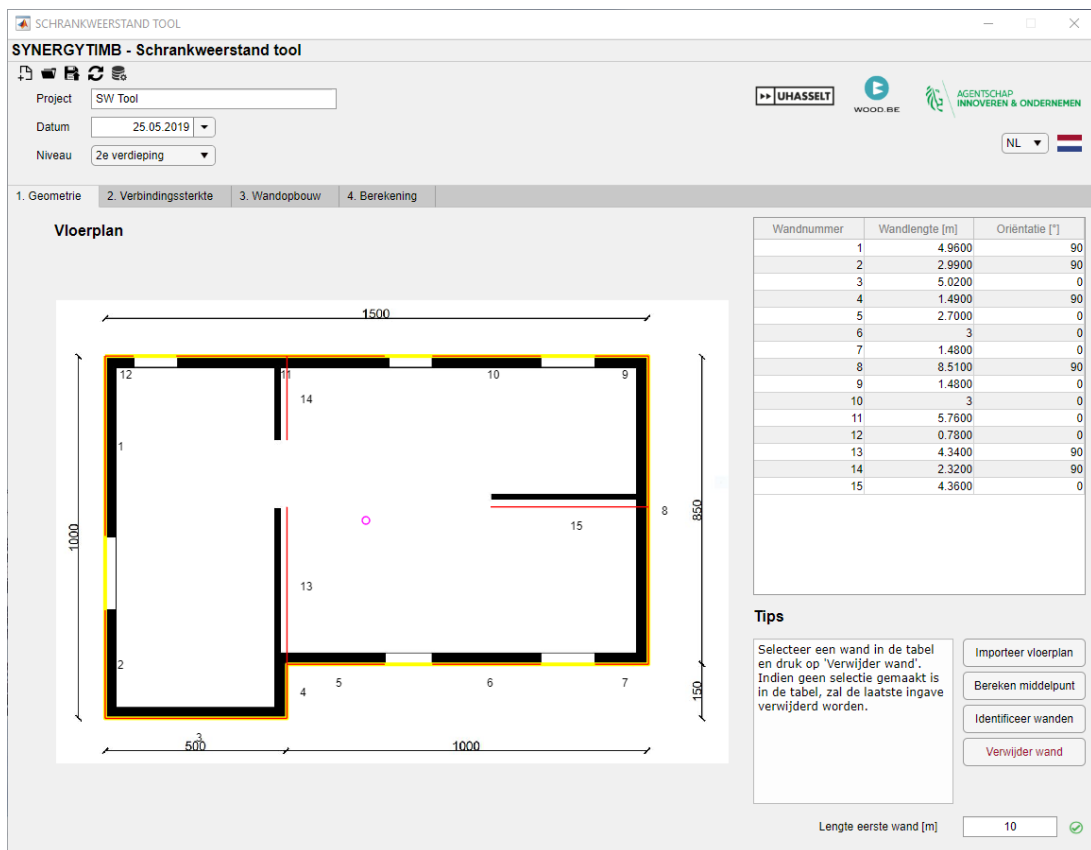 SCHRANKWEERSTAND TOOL
SYNERGYTIMB - Schrankweerstand tool
Project SW Tool
Datum 25.05.2019
Niveau 2e verdieping
UHASSELT
WOOD.BE
AGENTSCHAP
INNOVEREN & ONDERNEMEN
NL
1. Geometrie 2. Verbindingssterkte 3. Wandopbouw 4. Berekening
Vloerplan
1500
12 11 10 9
14
1
1000
15
8
850
13
2
4 5 6 7
150
3
500 1000
Wandnummer Wandlengte [m] Oriëntatie [°]
1 4.9600 90
2 2.9900 90
3 5.0200 0
4 1.4900 90
5 2.7000 0
6 3 0
7 1.4800 0
8 8.5100 90
9 1.4800 0
10 3 0
11 5.7600 0
12 0.7800 0
13 4.3400 90
14 2.3200 90
15 4.3600 0
Tips
Selecteer een wand in de tabel
en druk op 'Verwijder wand'.
Indien geen selectie gemaakt is
in de tabel, zal de laatste ingave
verwijderd worden.
Importeer vloerplan
Bereken middelpunt
Identificeer wanden
Verwijder wand
Lengte eerste wand [m] 10